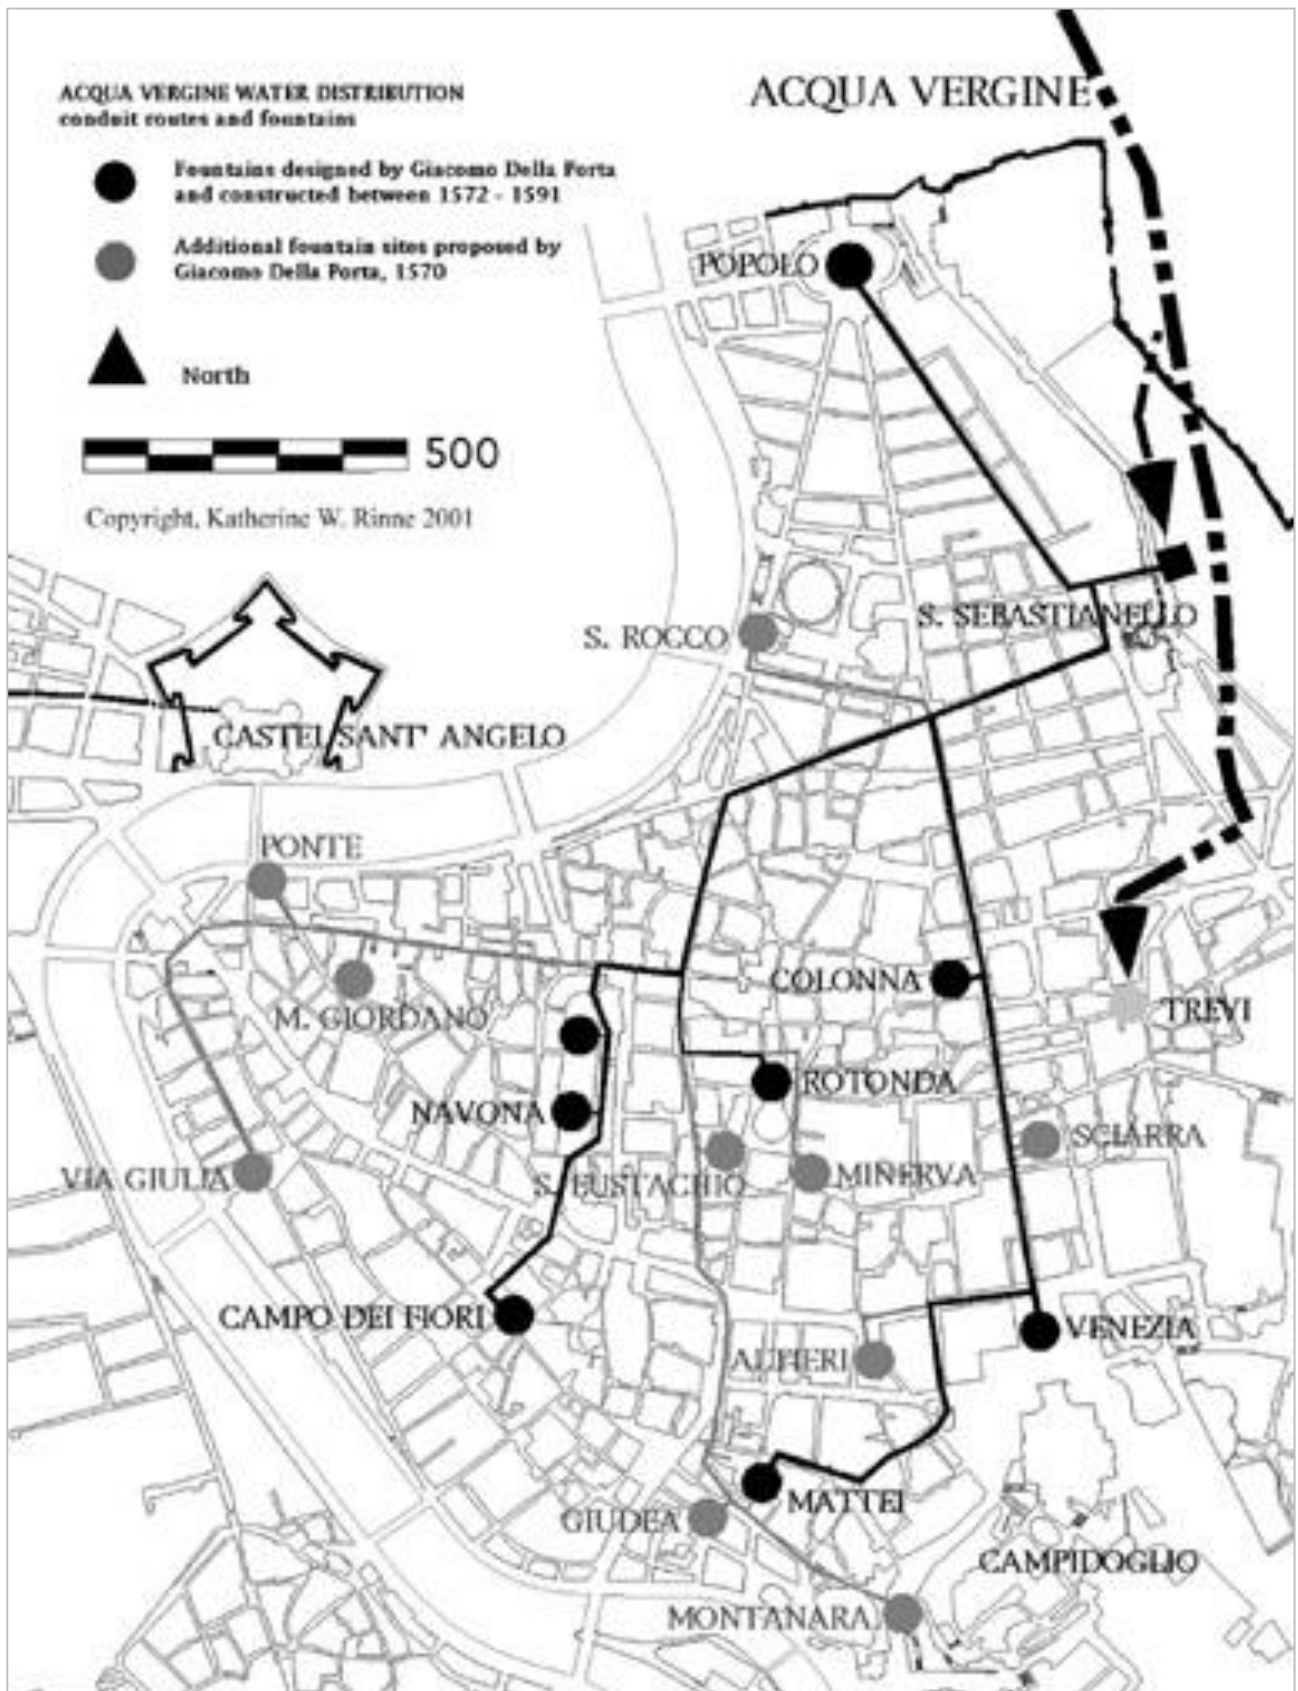 ACQUA VERGINE WATER DISTRIBUTION
conduit routes and fountains
Fountains designed by Giacomo Della Porta
and constructed between 1572 - 1591
Additional fountain sites proposed by
Giacomo Della Porta, 1570
North
500
Copyright, Katherine W. Rinne 2001
ACQUA VERGINE
POPOLO
S. SEBASTIANELLO
S. ROCCO
CASTEL SANT' ANGELO
PONTE
COLONNA
TREVI
M. GIORDANO
ROTONDA
NAVONA
SCIARRA
VIA GIULIA
S. EUSTACHIO
MINERVA
CAMPO DEI FIORI
VENEZIA
ALTIERI
MATTEI
GIUDEA
CAMPIDOGLIO
MONTANARA